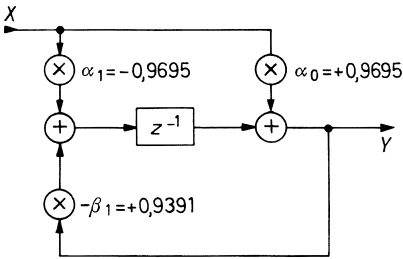 X
× α₁=−0,9695
× α₀=+0,9695
+ z⁻¹ +
Y
× -β₁=+0,9391